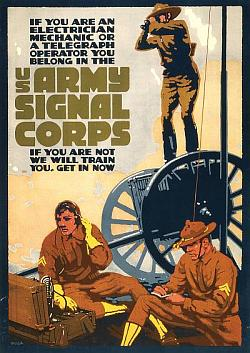 IF YOU ARE AN
ELECTRICIAN
MECHANIC OR
A TELEGRAPH
OPERATOR YOU
BELONG IN THE
US ARMY
SIGNAL
CORPS
IF YOU ARE NOT
WE WILL TRAIN
YOU. GET IN NOW